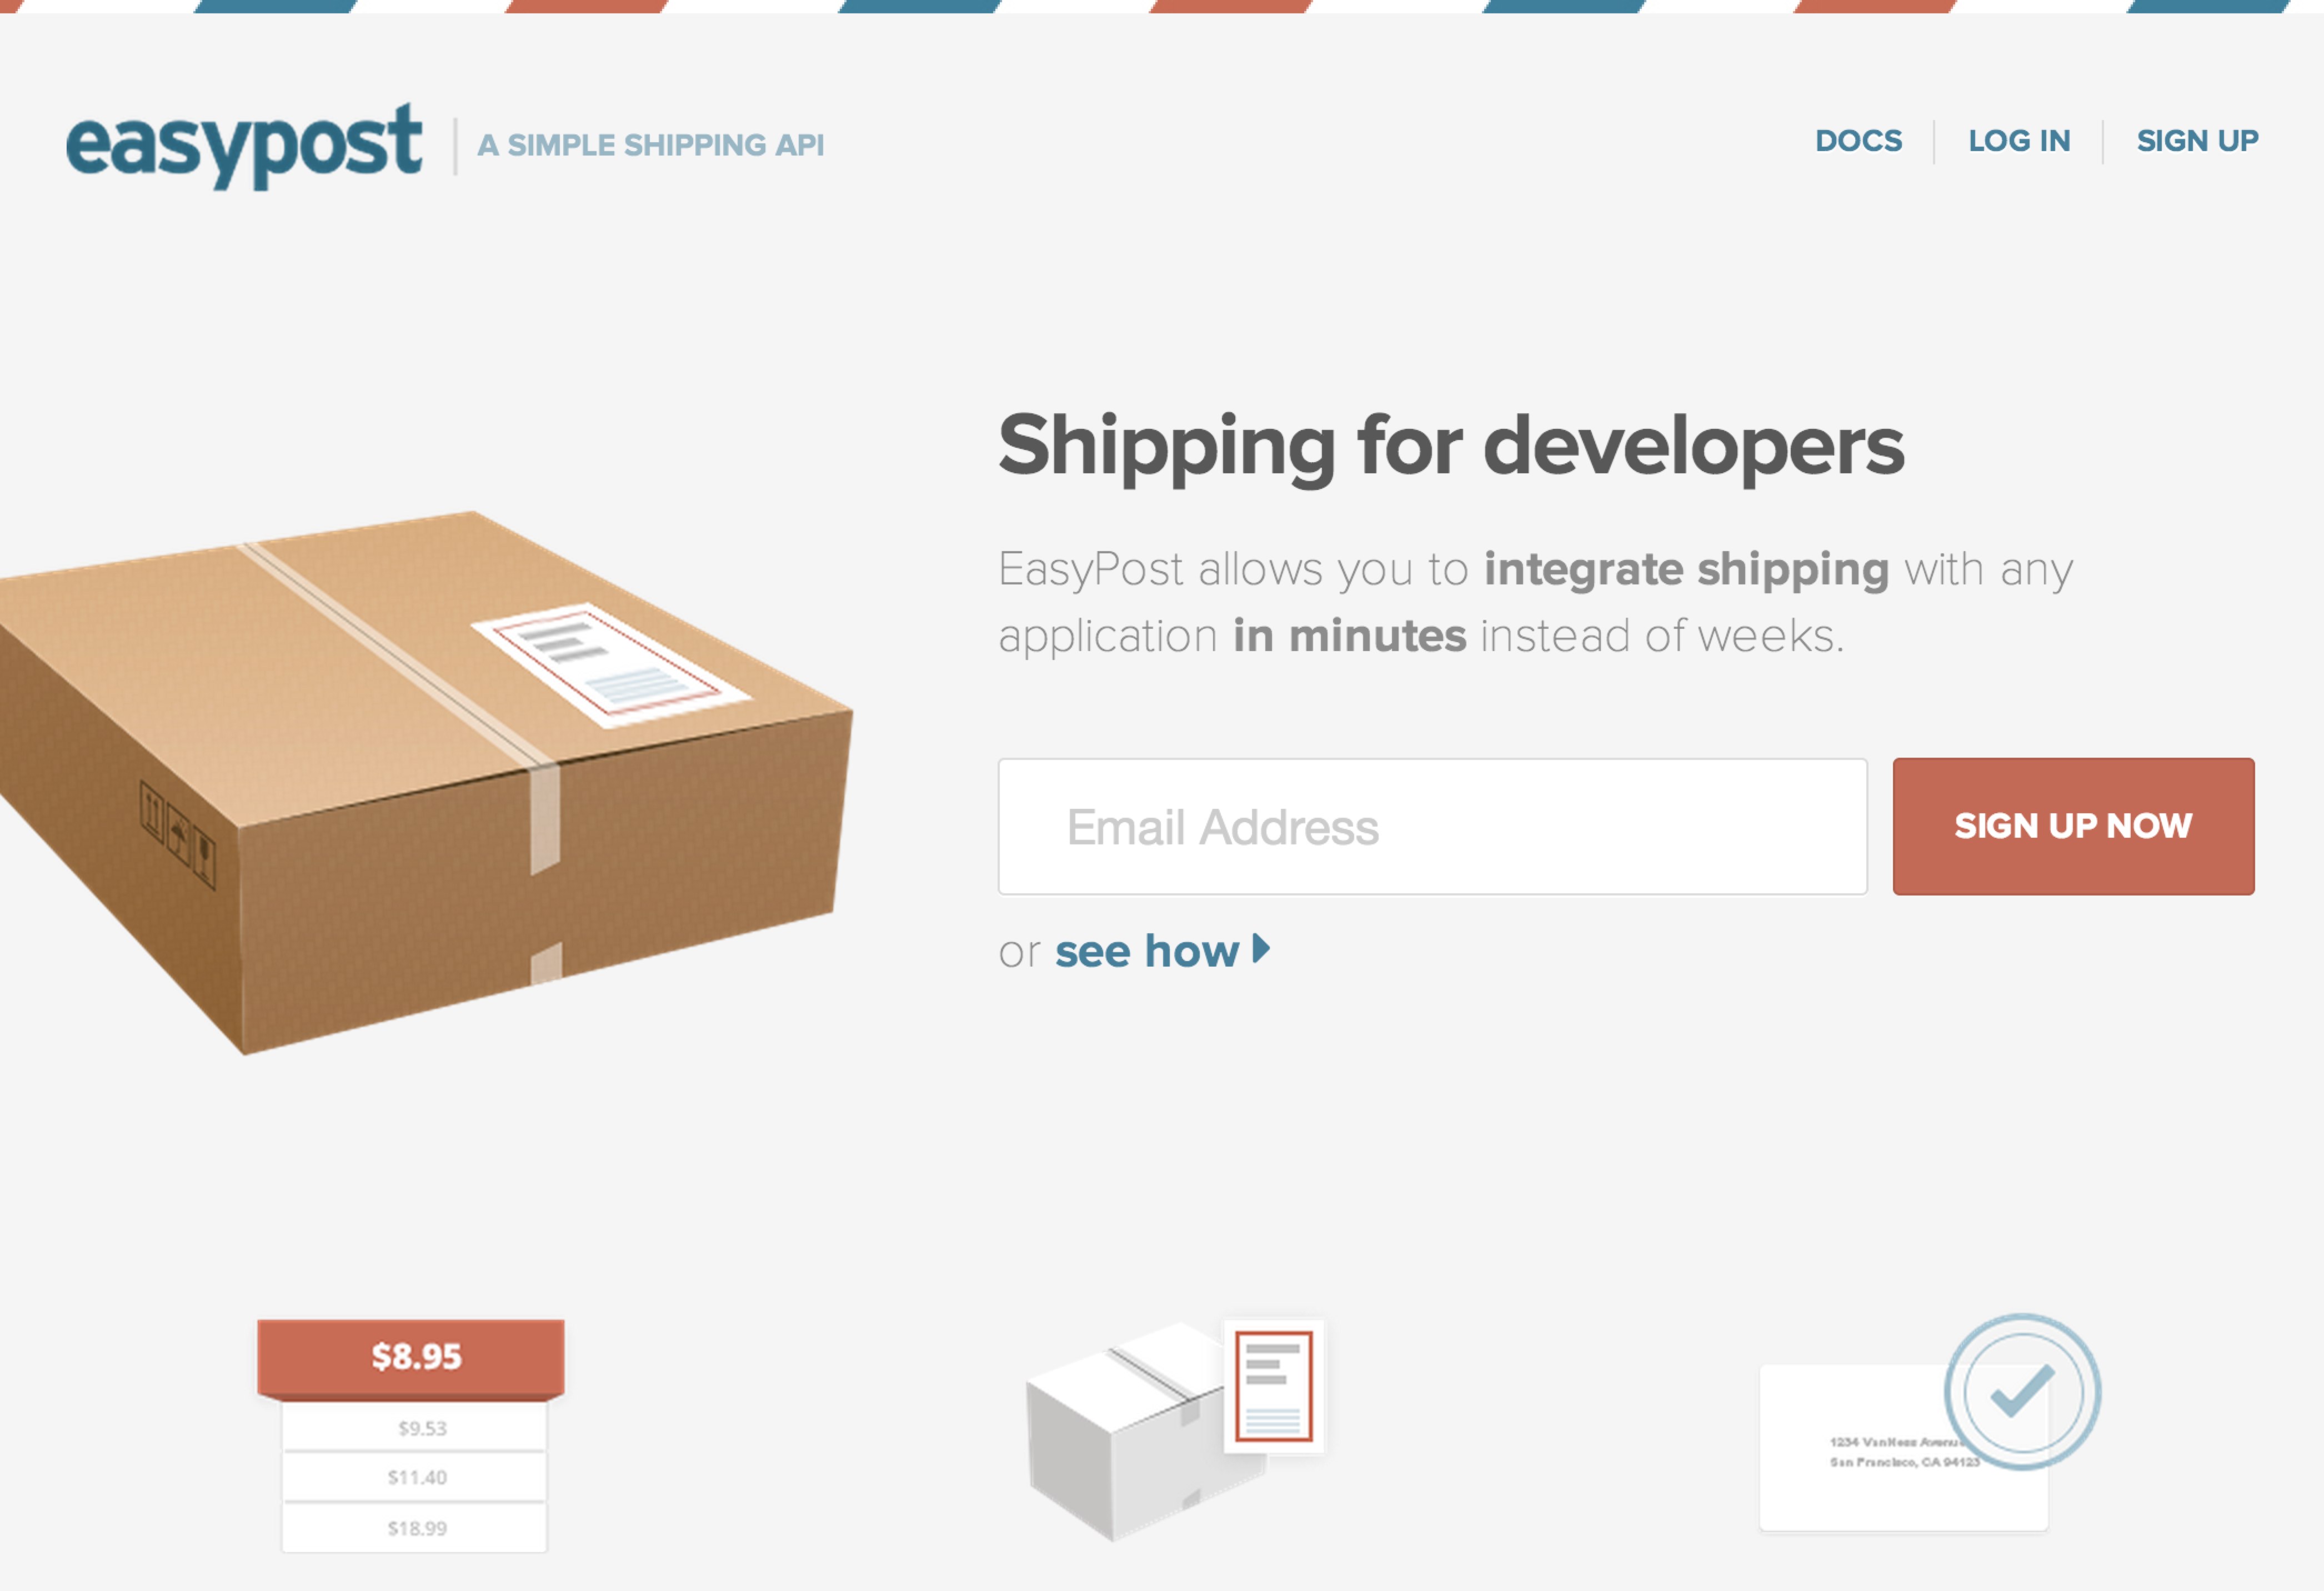 easypost
A SIMPLE SHIPPING API
DOCS
LOG IN
SIGN UP
Shipping for developers
EasyPost allows you to integrate shipping with any
application in minutes instead of weeks.
Email Address
SIGN UP NOW
or see how
$8.95
$9.53
$11.40
$18.99
1234 VanNess Avenue
San Francisco, CA 94123